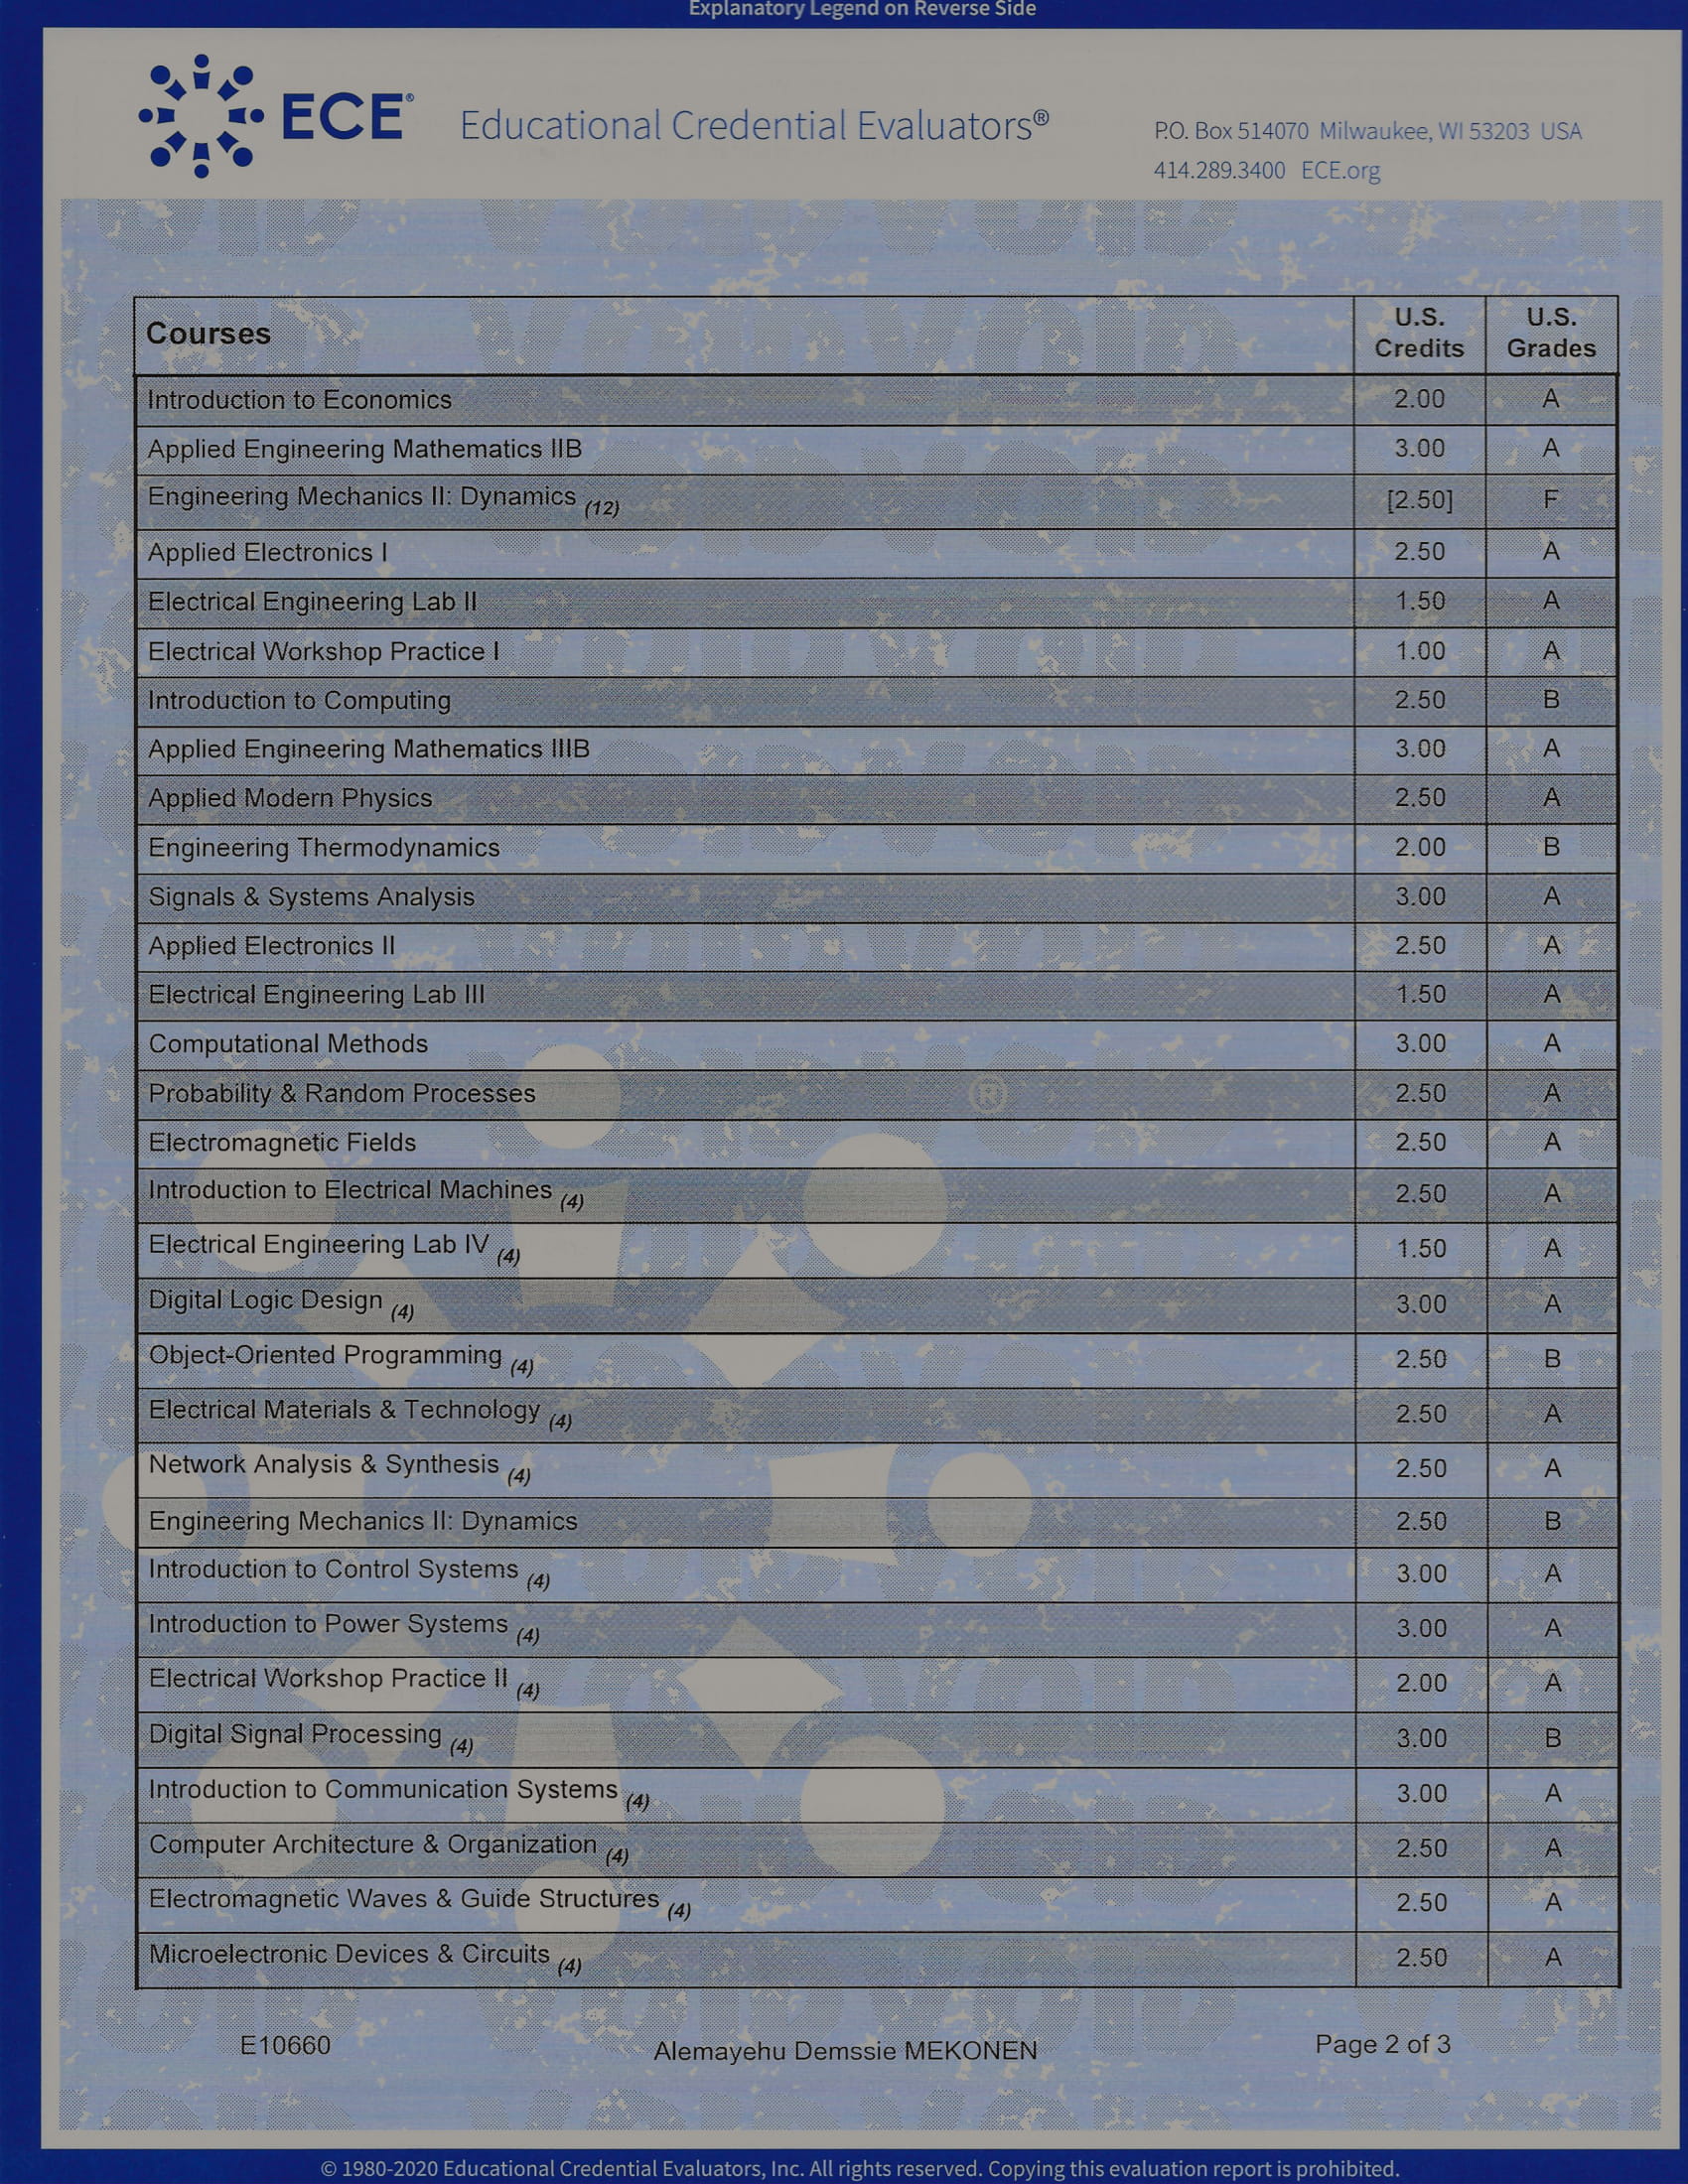 Explanatory Legend on Reverse Side
ECE® Educational Credential Evaluators® P.O. Box 514070 Milwaukee, WI 53203 USA
414.289.3400 ECE.org
Courses U.S. Credits U.S. Grades
Introduction to Economics 2.00 A
Applied Engineering Mathematics IIB 3.00 A
Engineering Mechanics II: Dynamics (12) [2.50] F
Applied Electronics I 2.50 A
Electrical Engineering Lab II 1.50 A
Electrical Workshop Practice I 1.00 A
Introduction to Computing 2.50 B
Applied Engineering Mathematics IIIB 3.00 A
Applied Modern Physics 2.50 A
Engineering Thermodynamics 2.00 B
Signals & Systems Analysis 3.00 A
Applied Electronics II 2.50 A
Electrical Engineering Lab III 1.50 A
Computational Methods 3.00 A
Probability & Random Processes 2.50 A
Electromagnetic Fields 2.50 A
Introduction to Electrical Machines (4) 2.50 A
Electrical Engineering Lab IV (4) 1.50 A
Digital Logic Design (4) 3.00 A
Object-Oriented Programming (4) 2.50 B
Electrical Materials & Technology (4) 2.50 A
Network Analysis & Synthesis (4) 2.50 A
Engineering Mechanics II: Dynamics 2.50 B
Introduction to Control Systems (4) 3.00 A
Introduction to Power Systems (4) 3.00 A
Electrical Workshop Practice II (4) 2.00 A
Digital Signal Processing (4) 3.00 B
Introduction to Communication Systems (4) 3.00 A
Computer Architecture & Organization (4) 2.50 A
Electromagnetic Waves & Guide Structures (4) 2.50 A
Microelectronic Devices & Circuits (4) 2.50 A
E10660 Alemayehu Demssie MEKONEN Page 2 of 3
© 1980-2020 Educational Credential Evaluators, Inc. All rights reserved. Copying this evaluation report is prohibited.